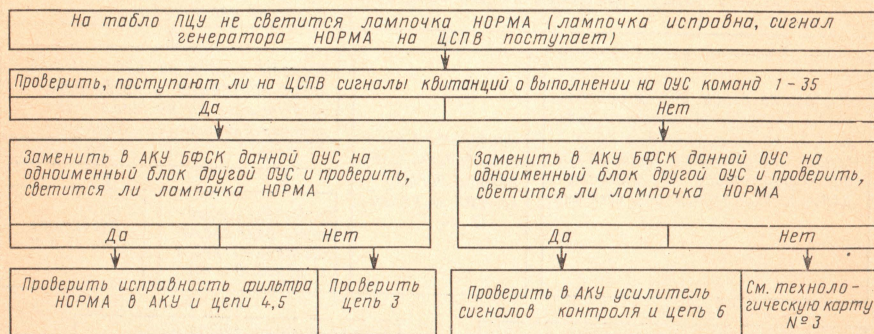 На табло ПЦУ не светится лампочка НОРМА (лампочка исправна, сигнал
генератора НОРМА на ЦСПВ поступает)
Проверить, поступают ли на ЦСПВ сигналы квитанций о выполнении на ОУС команд 1-35
Да
Нет
Заменить в АКУ БФСК данной ОУС на
одноименный блок другой ОУС и проверить,
светится ли лампочка НОРМА
Заменить в АКУ БФСК данной ОУС на
одноименный блок другой ОУС и проверить,
светится ли лампочка НОРМА
Да
Нет
Да
Нет
Проверить исправность фильтра
НОРМА в АКУ и цепи 4,5
Проверить
цепь 3
Проверить в АКУ усилитель
сигналов контроля и цепь 6
См. техноло-
гическую карту
№3